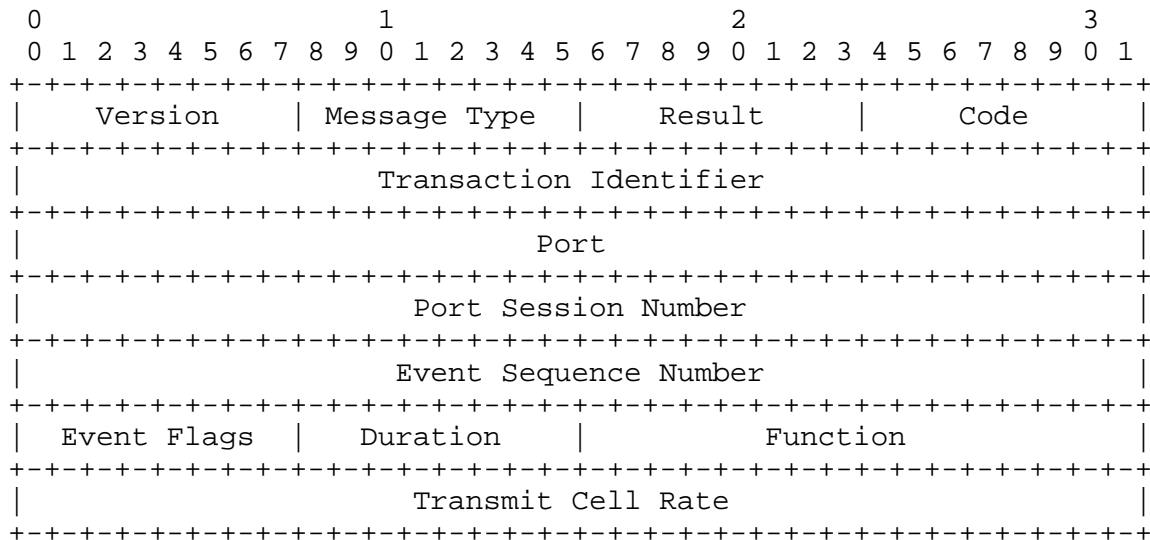 0                   1                   2                   3
 0 1 2 3 4 5 6 7 8 9 0 1 2 3 4 5 6 7 8 9 0 1 2 3 4 5 6 7 8 9 0 1
+-+-+-+-+-+-+-+-+-+-+-+-+-+-+-+-+-+-+-+-+-+-+-+-+-+-+-+-+-+-+-+-+
|    Version    | Message Type  |    Result     |     Code      |
+-+-+-+-+-+-+-+-+-+-+-+-+-+-+-+-+-+-+-+-+-+-+-+-+-+-+-+-+-+-+-+-+
|                    Transaction Identifier                     |
+-+-+-+-+-+-+-+-+-+-+-+-+-+-+-+-+-+-+-+-+-+-+-+-+-+-+-+-+-+-+-+-+
|                             Port                              |
+-+-+-+-+-+-+-+-+-+-+-+-+-+-+-+-+-+-+-+-+-+-+-+-+-+-+-+-+-+-+-+-+
|                      Port Session Number                      |
+-+-+-+-+-+-+-+-+-+-+-+-+-+-+-+-+-+-+-+-+-+-+-+-+-+-+-+-+-+-+-+-+
|                     Event Sequence Number                     |
+-+-+-+-+-+-+-+-+-+-+-+-+-+-+-+-+-+-+-+-+-+-+-+-+-+-+-+-+-+-+-+-+
|  Event Flags  |   Duration    |          Function             |
+-+-+-+-+-+-+-+-+-+-+-+-+-+-+-+-+-+-+-+-+-+-+-+-+-+-+-+-+-+-+-+-+
|                      Transmit Cell Rate                       |
+-+-+-+-+-+-+-+-+-+-+-+-+-+-+-+-+-+-+-+-+-+-+-+-+-+-+-+-+-+-+-+-+